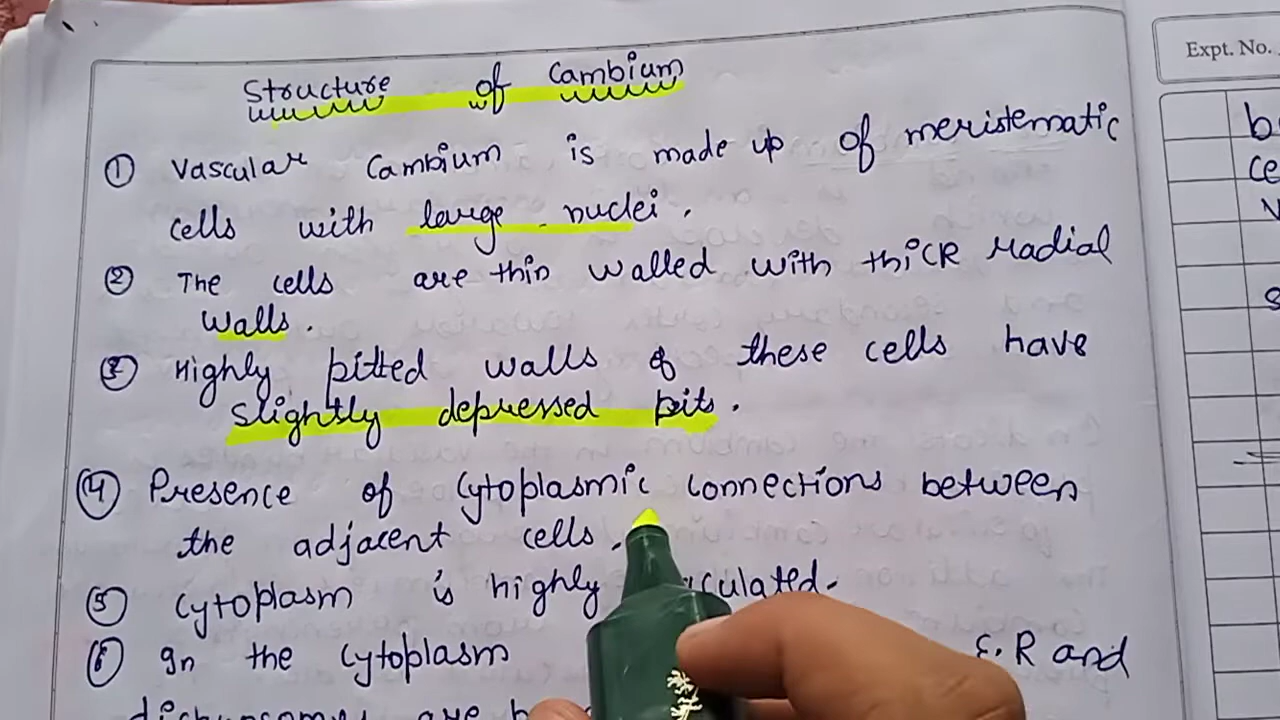 Structure of Cambium
① Vascular Cambium is made up of meristematic
cells with large nuclei.
② The cells are thin walled with thick radial
walls.
③ Highly pitted walls of these cells have
slightly depressed pits.
④ Presence of Cytoplasmic connections between
the adjacent cells.
⑤ Cytoplasm is highly
⑥ In the Cytoplasm E.R and
are
Expt. No.